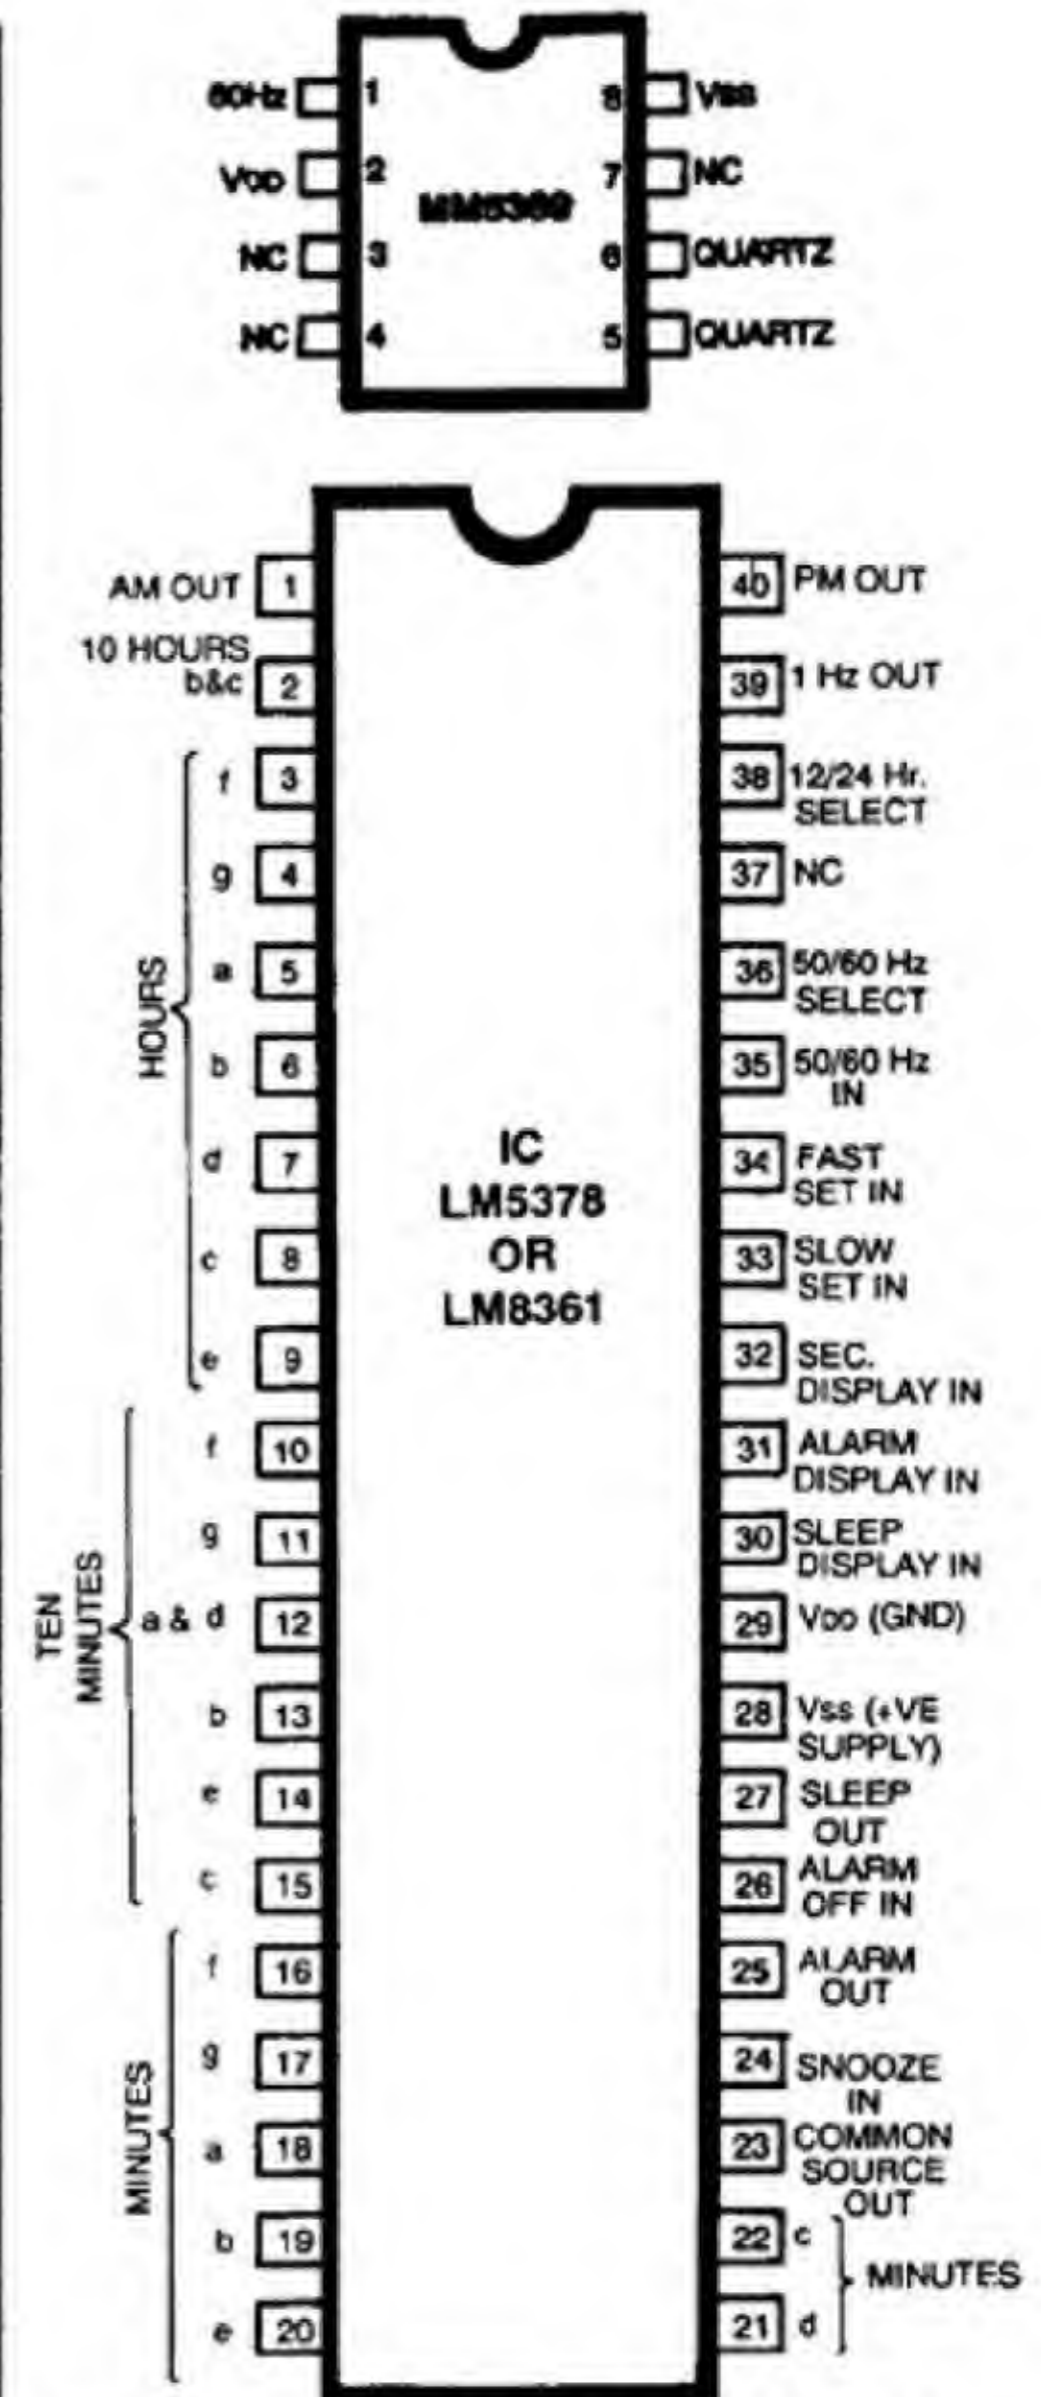 60Hz 1 8 Vss
VDD 2 7 NC
MM5369
NC 3 6 QUARTZ
NC 4 5 QUARTZ
AM OUT 1
10 HOURS
b&c 2
HOURS
f 3
g 4
a 5
b 6
d 7
c 8
e 9
TEN
MINUTES
f 10
g 11
a & d 12
b 13
e 14
c 15
MINUTES
f 16
g 17
a 18
b 19
e 20
IC
LM5378
OR
LM8361
40 PM OUT
39 1 Hz OUT
38 12/24 Hr.
SELECT
37 NC
36 50/60 Hz
SELECT
35 50/60 Hz
IN
34 FAST
SET IN
33 SLOW
SET IN
32 SEC.
DISPLAY IN
31 ALARM
DISPLAY IN
30 SLEEP
DISPLAY IN
29 VDD (GND)
28 Vss (+VE
SUPPLY)
27 SLEEP
OUT
26 ALARM
OFF IN
25 ALARM
OUT
24 SNOOZE
IN
23 COMMON
SOURCE
OUT
22 c
21 d
MINUTES